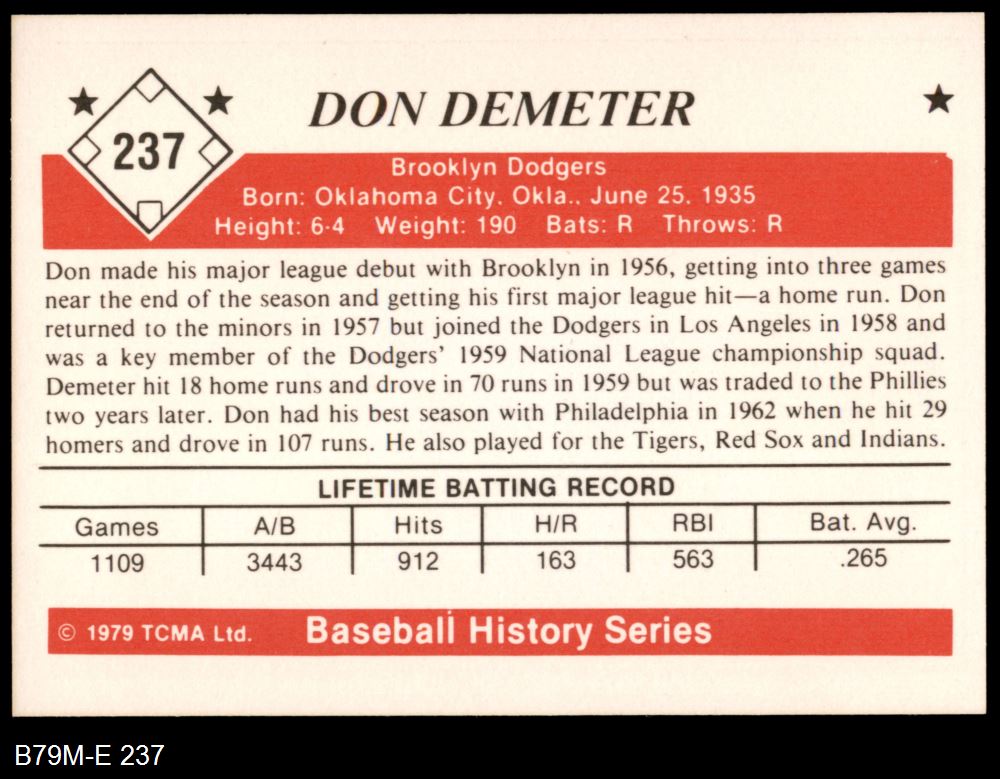 237
DON DEMETER
Brooklyn Dodgers
Born: Oklahoma City, Okla., June 25, 1935
Height: 6-4 Weight: 190 Bats: R Throws: R
Don made his major league debut with Brooklyn in 1956, getting into three games
near the end of the season and getting his first major league hit—a home run. Don
returned to the minors in 1957 but joined the Dodgers in Los Angeles in 1958 and
was a key member of the Dodgers' 1959 National League championship squad.
Demeter hit 18 home runs and drove in 70 runs in 1959 but was traded to the Phillies
two years later. Don had his best season with Philadelphia in 1962 when he hit 29
homers and drove in 107 runs. He also played for the Tigers, Red Sox and Indians.
LIFETIME BATTING RECORD
Games A/B Hits H/R RBI Bat. Avg.
1109 3443 912 163 563 .265
© 1979 TCMA Ltd. Baseball History Series
B79M-E 237